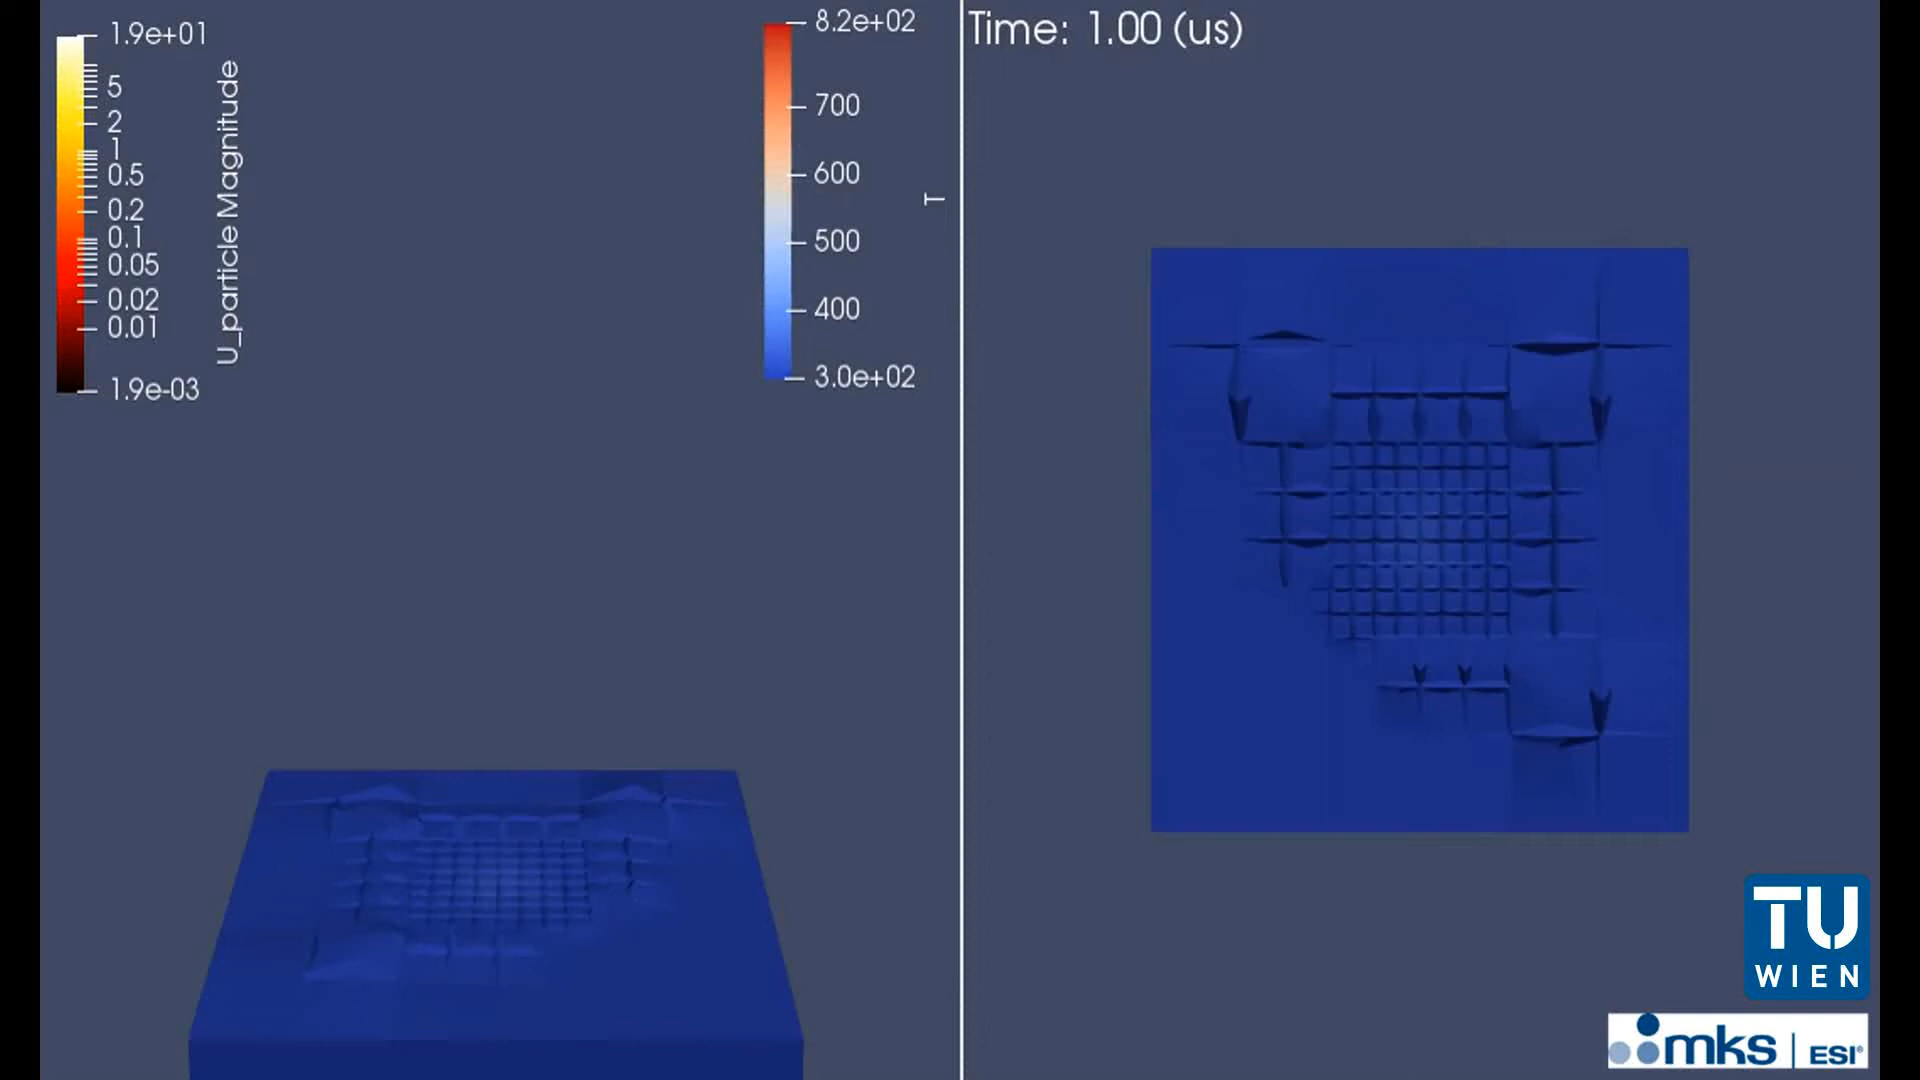 1.9e+01
5
2
1
0.5
0.2
0.1
0.05
0.02
0.01
1.9e-03
U_particle Magnitude
8.2e+02
700
600
500
400
3.0e+02
T
Time: 1.00 (us)
TU
WIEN
mks | ESI®